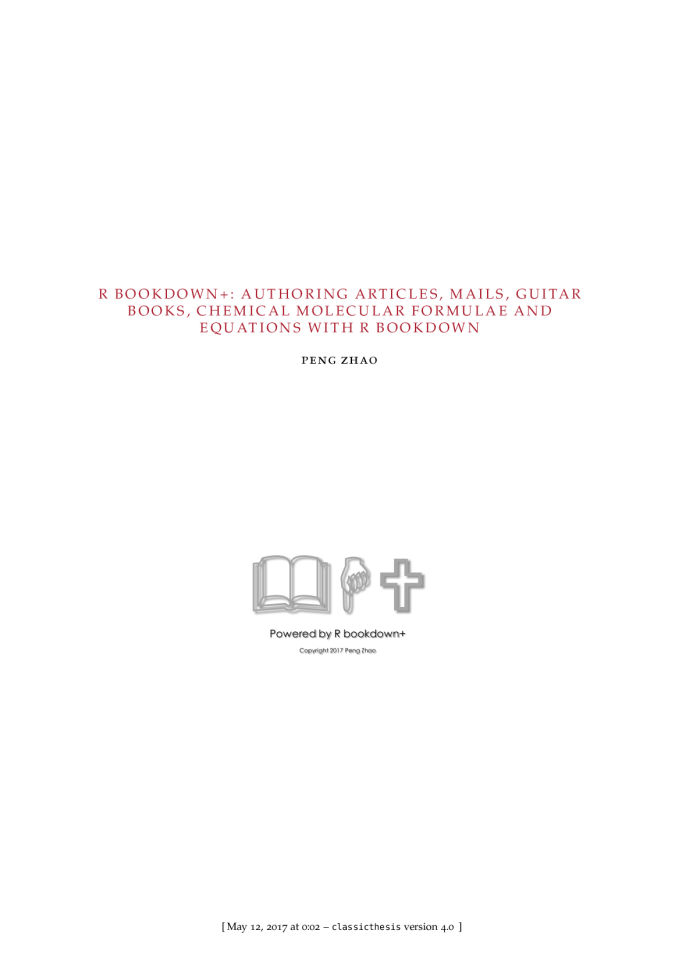 R BOOKDOWN+: AUTHORING ARTICLES, MAILS, GUITAR
BOOKS, CHEMICAL MOLECULAR FORMULAE AND
EQUATIONS WITH R BOOKDOWN
PENG ZHAO
Powered by R bookdown+
Copyright 2017 Peng Zhao.
[ May 12, 2017 at 0:02 – classicthesis version 4.0 ]